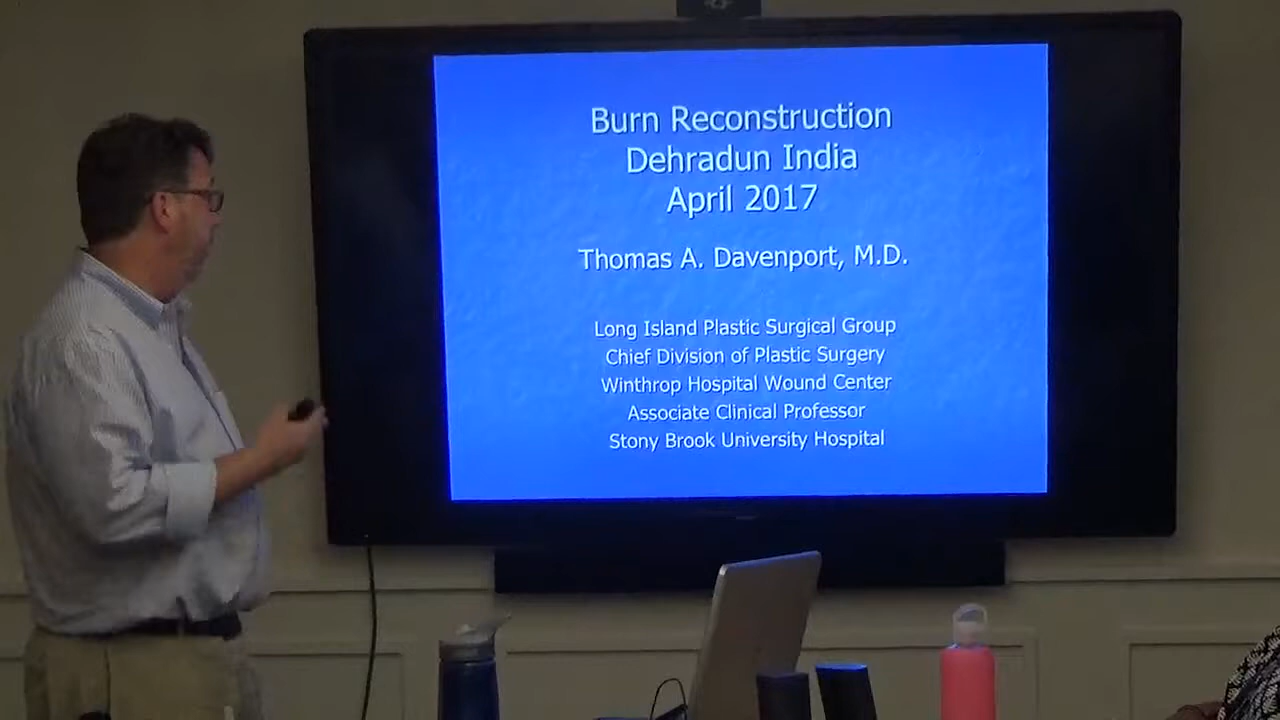 Burn Reconstruction
Dehradun India
April 2017
Thomas A. Davenport, M.D.
Long Island Plastic Surgical Group
Chief Division of Plastic Surgery
Winthrop Hospital Wound Center
Associate Clinical Professor
Stony Brook University Hospital